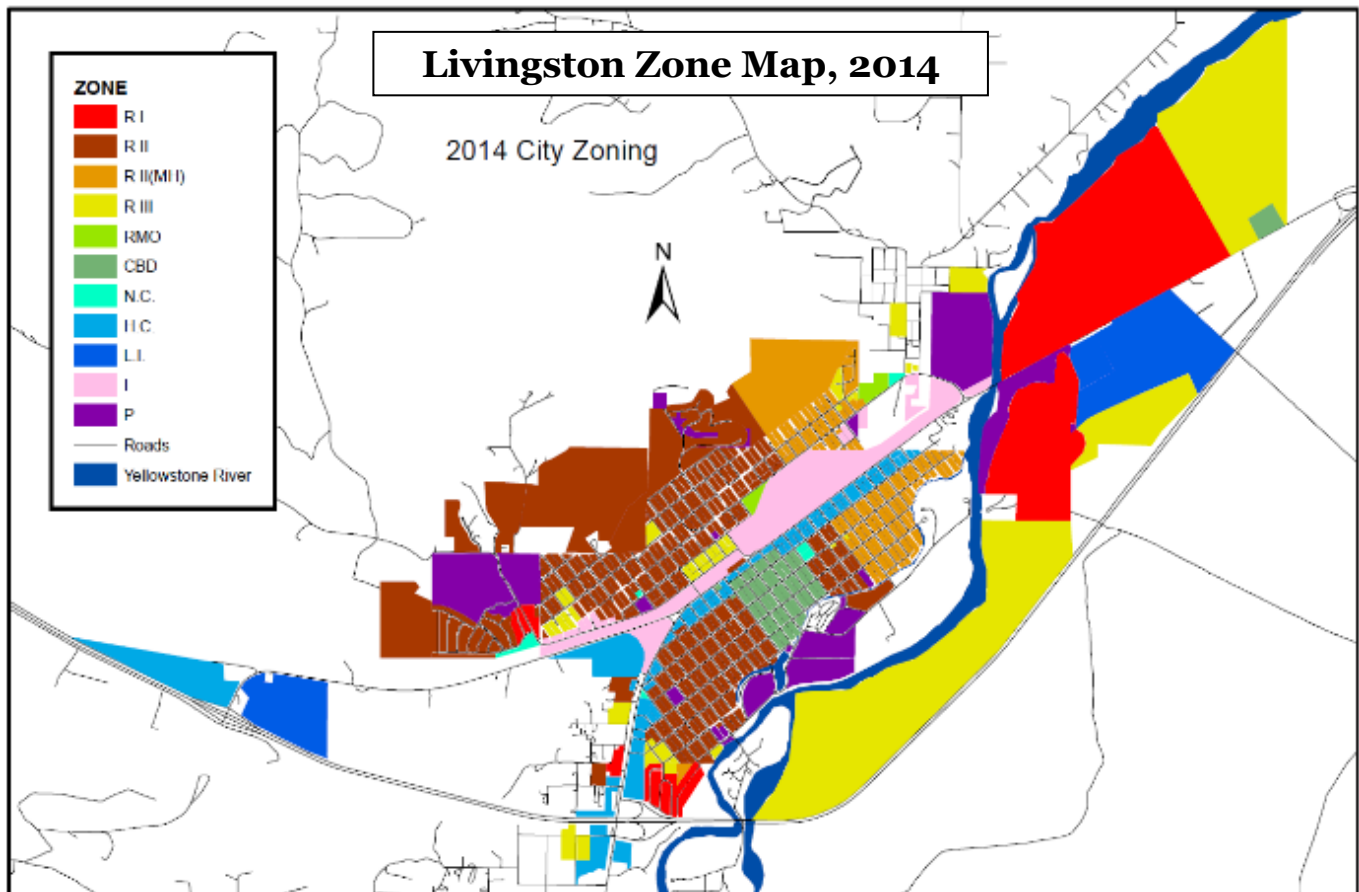 Livingston Zone Map, 2014
2014 City Zoning
N
ZONE
R I
R II
R II(MH)
R III
RMO
CBD
N.C.
H.C.
L.I.
I
P
Roads
Yellowstone River